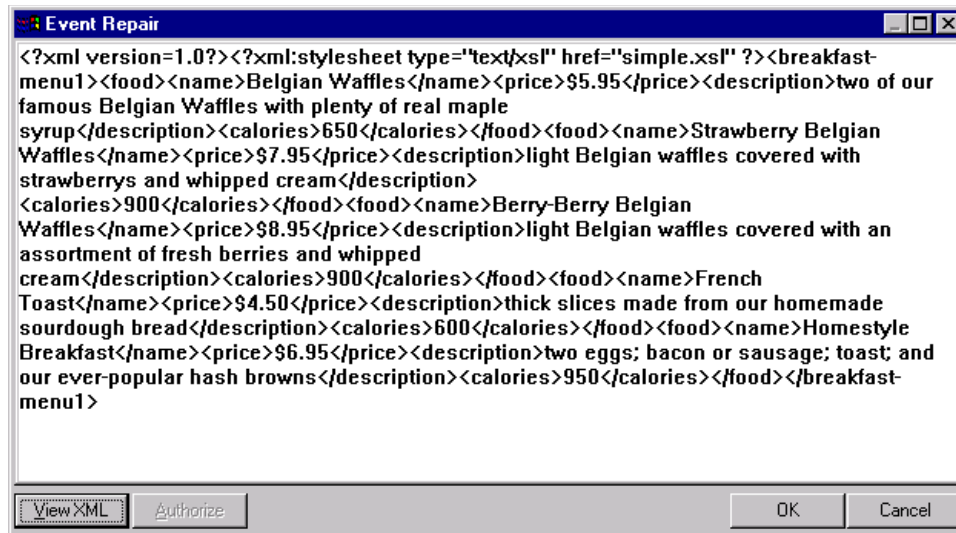 Event Repair
<?xml version=1.0?><?xml:stylesheet type="text/xsl" href="simple.xsl" ?><breakfast-
menu1><food><name>Belgian Waffles</name><price>$5.95</price><description>two of our
famous Belgian Waffles with plenty of real maple
syrup</description><calories>650</calories></food><food><name>Strawberry Belgian
Waffles</name><price>$7.95</price><description>light Belgian waffles covered with
strawberrys and whipped cream</description>
<calories>900</calories></food><food><name>Berry-Berry Belgian
Waffles</name><price>$8.95</price><description>light Belgian waffles covered with an
assortment of fresh berries and whipped
cream</description><calories>900</calories></food><food><name>French
Toast</name><price>$4.50</price><description>thick slices made from our homemade
sourdough bread</description><calories>600</calories></food><food><name>Homestyle
Breakfast</name><price>$6.95</price><description>two eggs; bacon or sausage; toast; and
our ever-popular hash browns</description><calories>950</calories></food></breakfast-
menu1>
View XML Authorize OK Cancel